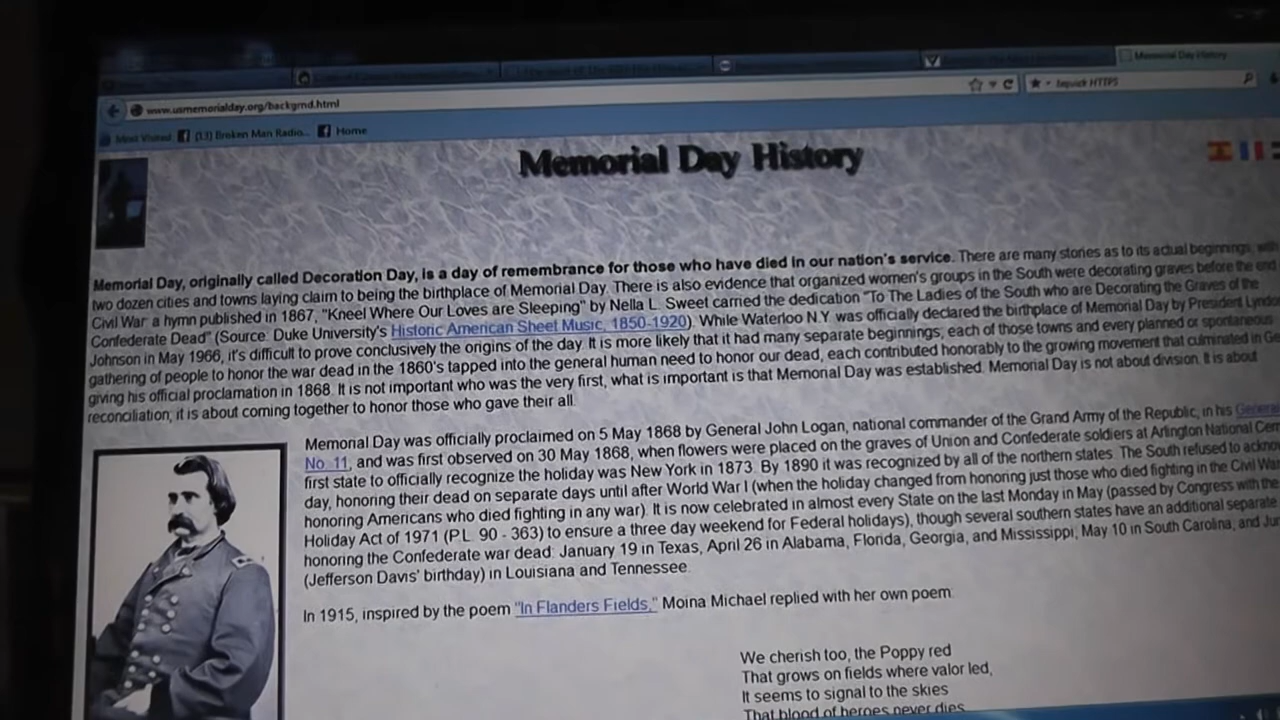 Memorial Day History
www.usmemorialday.org/backgrnd.html
HTTPS
Most Visited (13) Broken Man Radio... Home
Memorial Day History
Memorial Day, originally called Decoration Day, is a day of remembrance for those who have died in our nation's service. There are many stories as to its actual beginnings, with
two dozen cities and towns laying claim to being the birthplace of Memorial Day. There is also evidence that organized women's groups in the South were decorating graves before the end
Civil War: a hymn published in 1867, "Kneel Where Our Loves are Sleeping" by Nella L. Sweet carried the dedication "To The Ladies of the South who are Decorating the Graves of the
Confederate Dead" (Source: Duke University's Historic American Sheet Music, 1850-1920). While Waterloo N.Y. was officially declared the birthplace of Memorial Day by President Lyndo
Johnson in May 1966, it's difficult to prove conclusively the origins of the day. It is more likely that it had many separate beginnings; each of those towns and every planned or spontaneous
gathering of people to honor the war dead in the 1860's tapped into the general human need to honor our dead, each contributed honorably to the growing movement that culminated in Ge
giving his official proclamation in 1868. It is not important who was the very first, what is important is that Memorial Day was established. Memorial Day is not about division. It is about
reconciliation; it is about coming together to honor those who gave their all.
Memorial Day was officially proclaimed on 5 May 1868 by General John Logan, national commander of the Grand Army of the Republic, in his General
No. 11, and was first observed on 30 May 1868, when flowers were placed on the graves of Union and Confederate soldiers at Arlington National Cem
first state to officially recognize the holiday was New York in 1873. By 1890 it was recognized by all of the northern states. The South refused to ackno
day, honoring their dead on separate days until after World War I (when the holiday changed from honoring just those who died fighting in the Civil War
honoring Americans who died fighting in any war). It is now celebrated in almost every State on the last Monday in May (passed by Congress with the
Holiday Act of 1971 (P.L. 90 - 363) to ensure a three day weekend for Federal holidays), though several southern states have an additional separate
honoring the Confederate war dead: January 19 in Texas, April 26 in Alabama, Florida, Georgia, and Mississippi; May 10 in South Carolina; and Ju
(Jefferson Davis' birthday) in Louisiana and Tennessee.
In 1915, inspired by the poem "In Flanders Fields," Moina Michael replied with her own poem:
We cherish too, the Poppy red
That grows on fields where valor led,
It seems to signal to the skies
That blood of heroes never dies